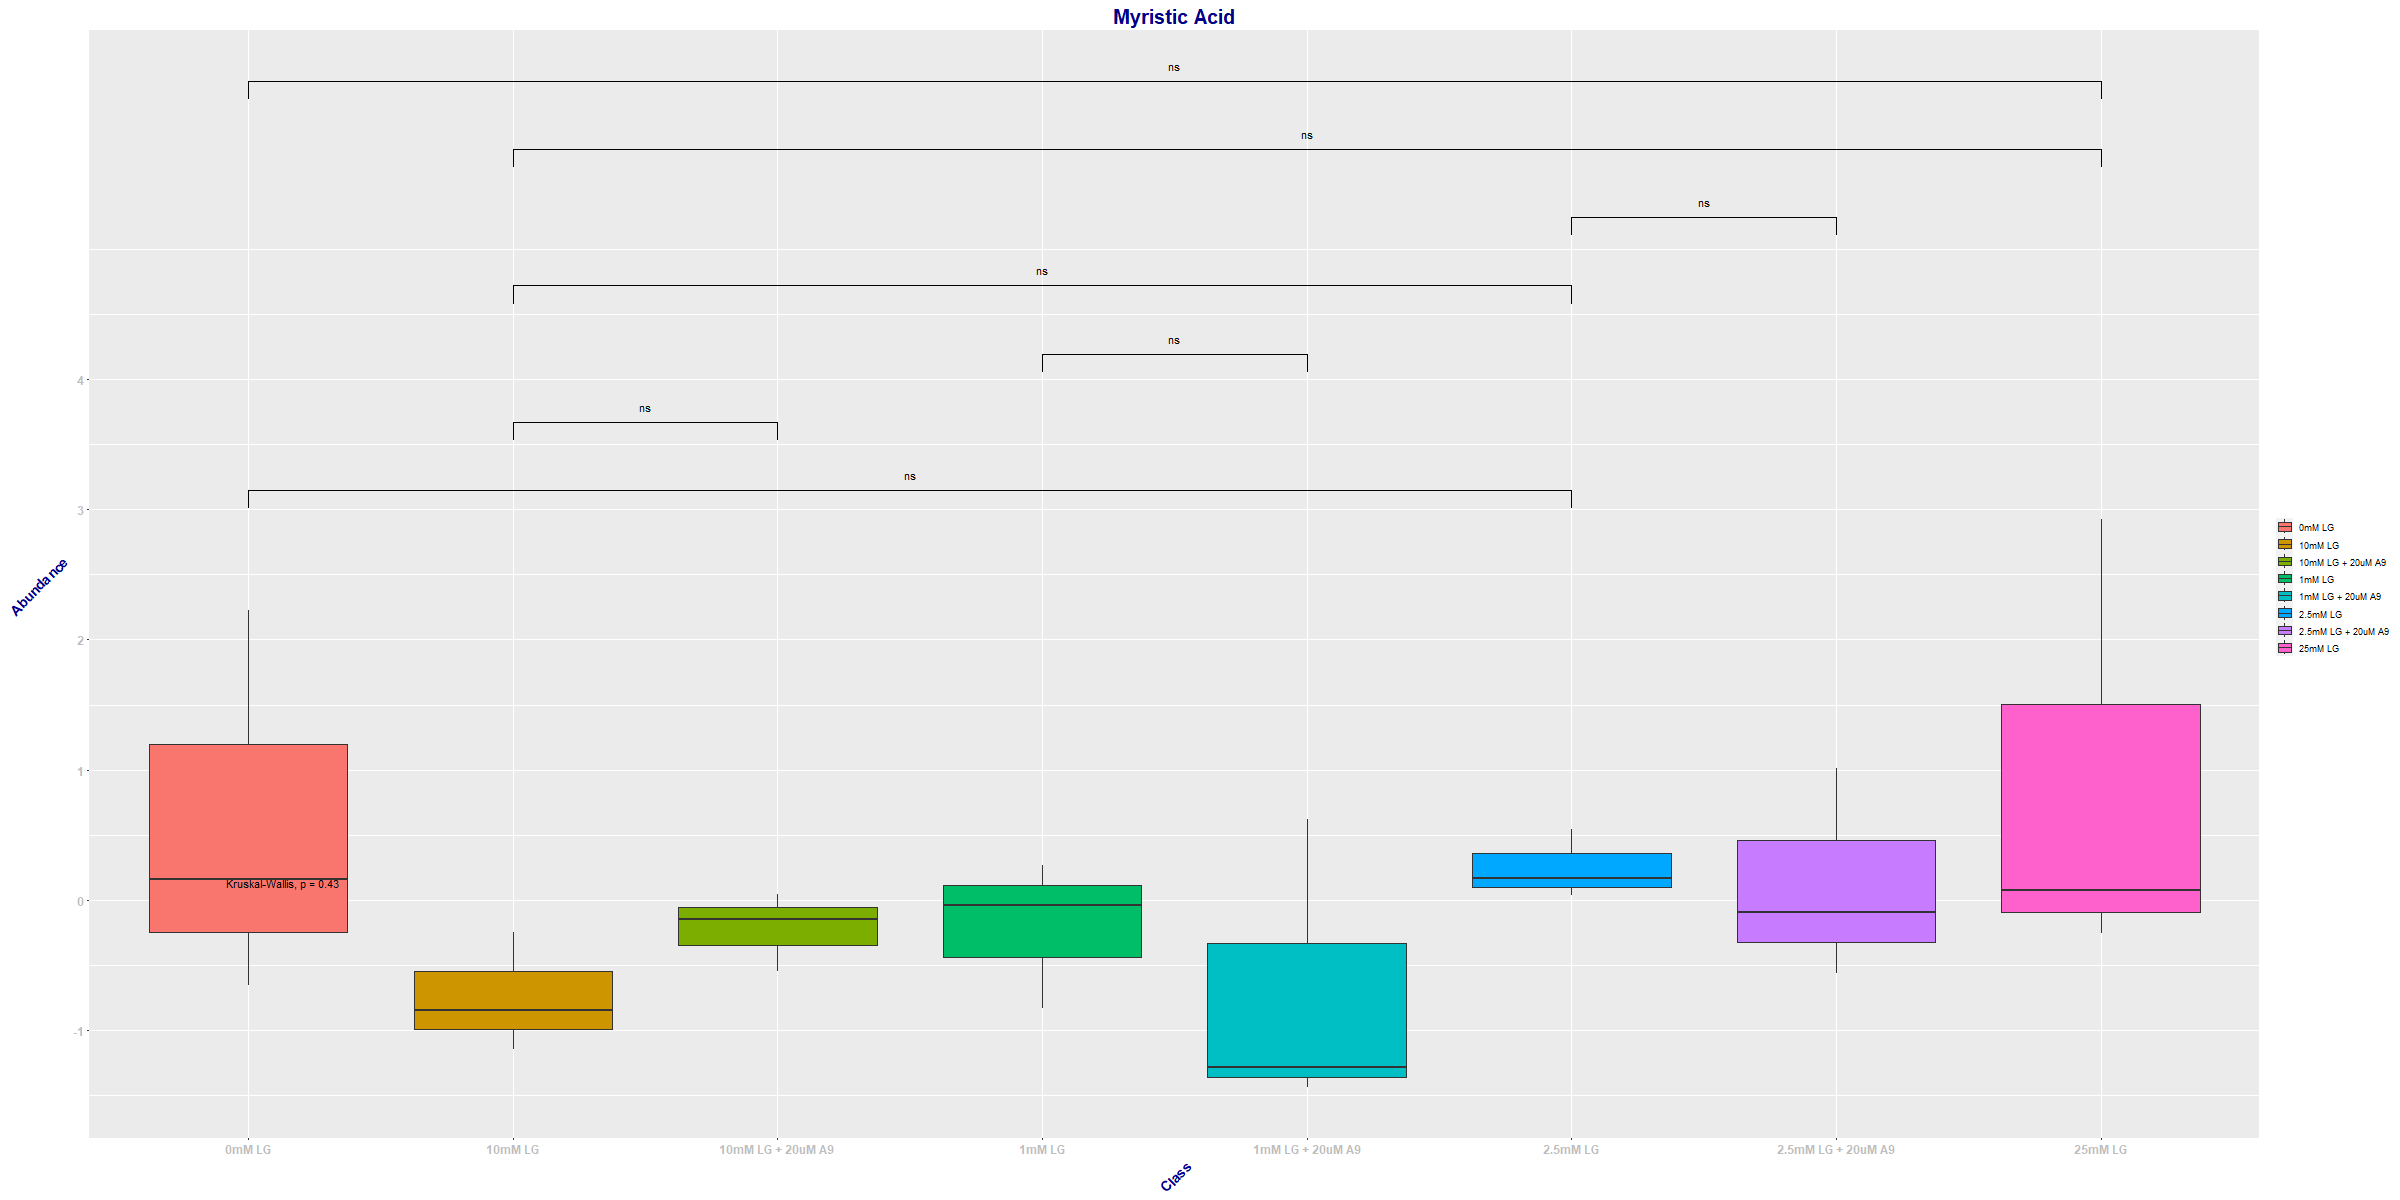 Myristic Acid
ns
ns
ns
ns
ns
ns
ns
4
3
2
1
0
-1
Abundance
Kruskal-Wallis, p = 0.43
0mM LG
10mM LG
10mM LG + 20uM A9
1mM LG
1mM LG + 20uM A9
2.5mM LG
2.5mM LG + 20uM A9
25mM LG
Class
0mM LG
10mM LG
10mM LG + 20uM A9
1mM LG
1mM LG + 20uM A9
2.5mM LG
2.5mM LG + 20uM A9
25mM LG